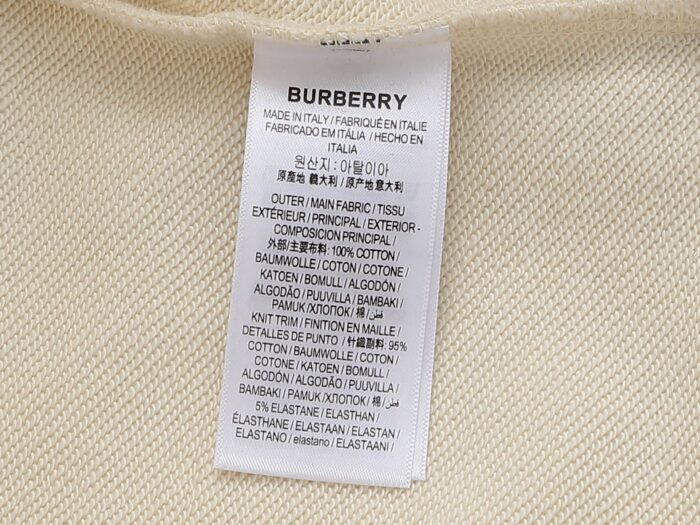 BURBERRY
MADE IN ITALY / FABRIQUÉ EN ITALIE
FABRICADO EM ITÁLIA / HECHO EN
ITALIA
원산지 : 아탈이아
原產地 義大利 / 原产地 意大利
OUTER / MAIN FABRIC / TISSU
EXTÉRIEUR / PRINCIPAL / EXTERIOR -
COMPOSICION PRINCIPAL /
外部/主要布料: 100% COTTON /
BAUMWOLLE / COTON / COTONE /
KATOEN / BOMULL / ALGODÓN /
ALGODÃO / PUUVILLA / BAMBAKI /
PAMUK /ХЛОПОК / 棉 / قطن
KNIT TRIM / FINITION EN MAILLE /
DETALLES DE PUNTO / 針織副料: 95%
COTTON / BAUMWOLLE / COTON /
COTONE / KATOEN / BOMULL /
ALGODÓN / ALGODÃO / PUUVILLA /
BAMBAKI / PAMUK /ХЛОПОК / 棉 / قطن
5% ELASTANE / ELASTHAN /
ÉLASTHANE / ELASTAAN / ELASTAN /
ELASTANO / elastano / ELASTAANI /